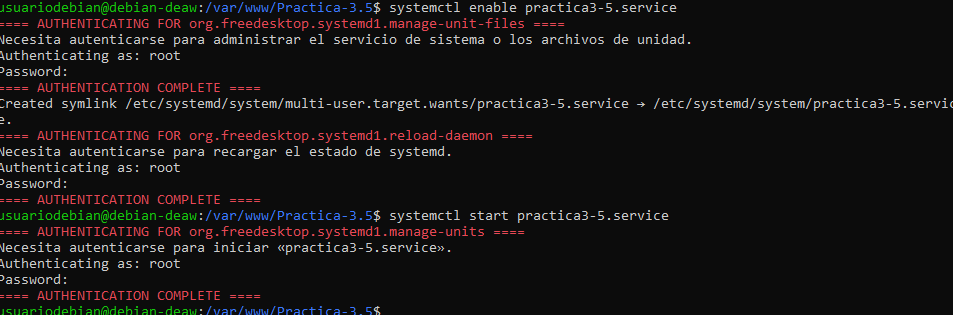 usuariodebian@debian-deaw:/var/www/Practica-3.5$ systemctl enable practica3-5.service
==== AUTHENTICATING FOR org.freedesktop.systemd1.manage-unit-files ====
Necesita autenticarse para administrar el servicio de sistema o los archivos de unidad.
Authenticating as: root
Password:
==== AUTHENTICATION COMPLETE ====
Created symlink /etc/systemd/system/multi-user.target.wants/practica3-5.service → /etc/systemd/system/practica3-5.servic
e.
==== AUTHENTICATING FOR org.freedesktop.systemd1.reload-daemon ====
Necesita autenticarse para recargar el estado de systemd.
Authenticating as: root
Password:
==== AUTHENTICATION COMPLETE ====
usuariodebian@debian-deaw:/var/www/Practica-3.5$ systemctl start practica3-5.service
==== AUTHENTICATING FOR org.freedesktop.systemd1.manage-units ====
Necesita autenticarse para iniciar «practica3-5.service».
Authenticating as: root
Password:
==== AUTHENTICATION COMPLETE ====
usuariodebian@debian-deaw:/var/www/Practica-3.5$